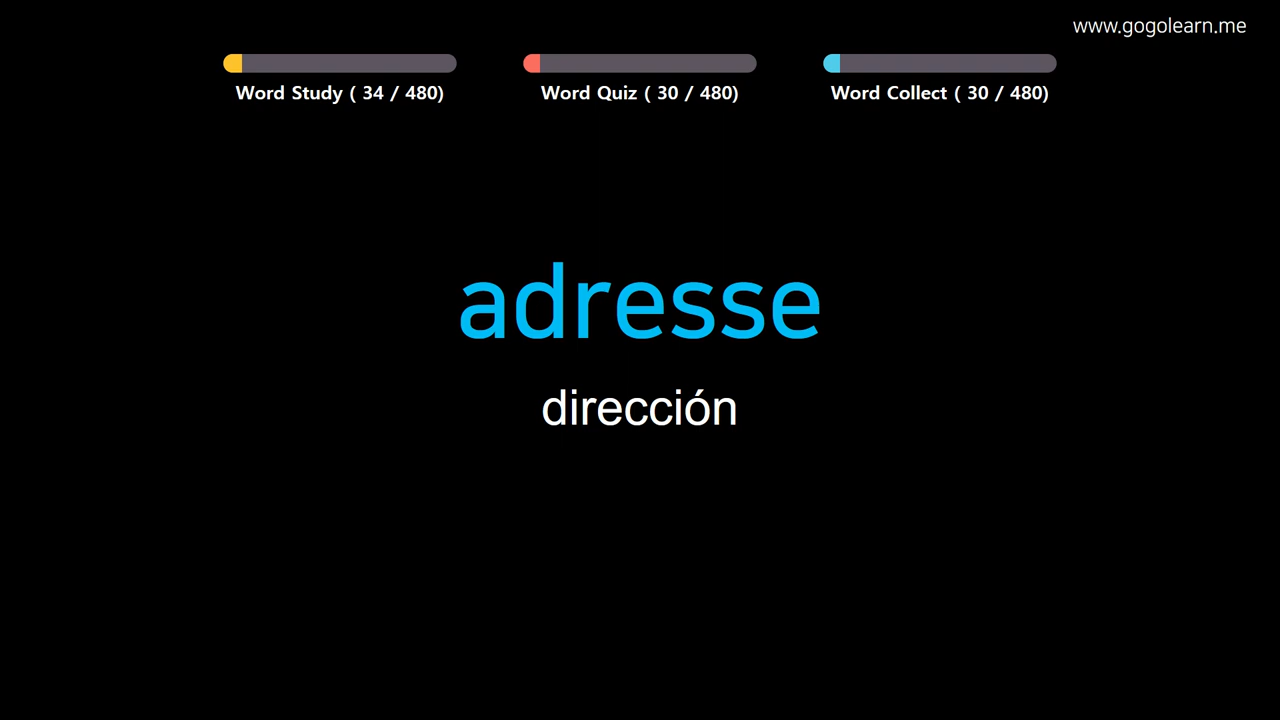 www.gogolearn.me
Word Study ( 34 / 480)
Word Quiz ( 30 / 480)
Word Collect ( 30 / 480)
adresse
dirección